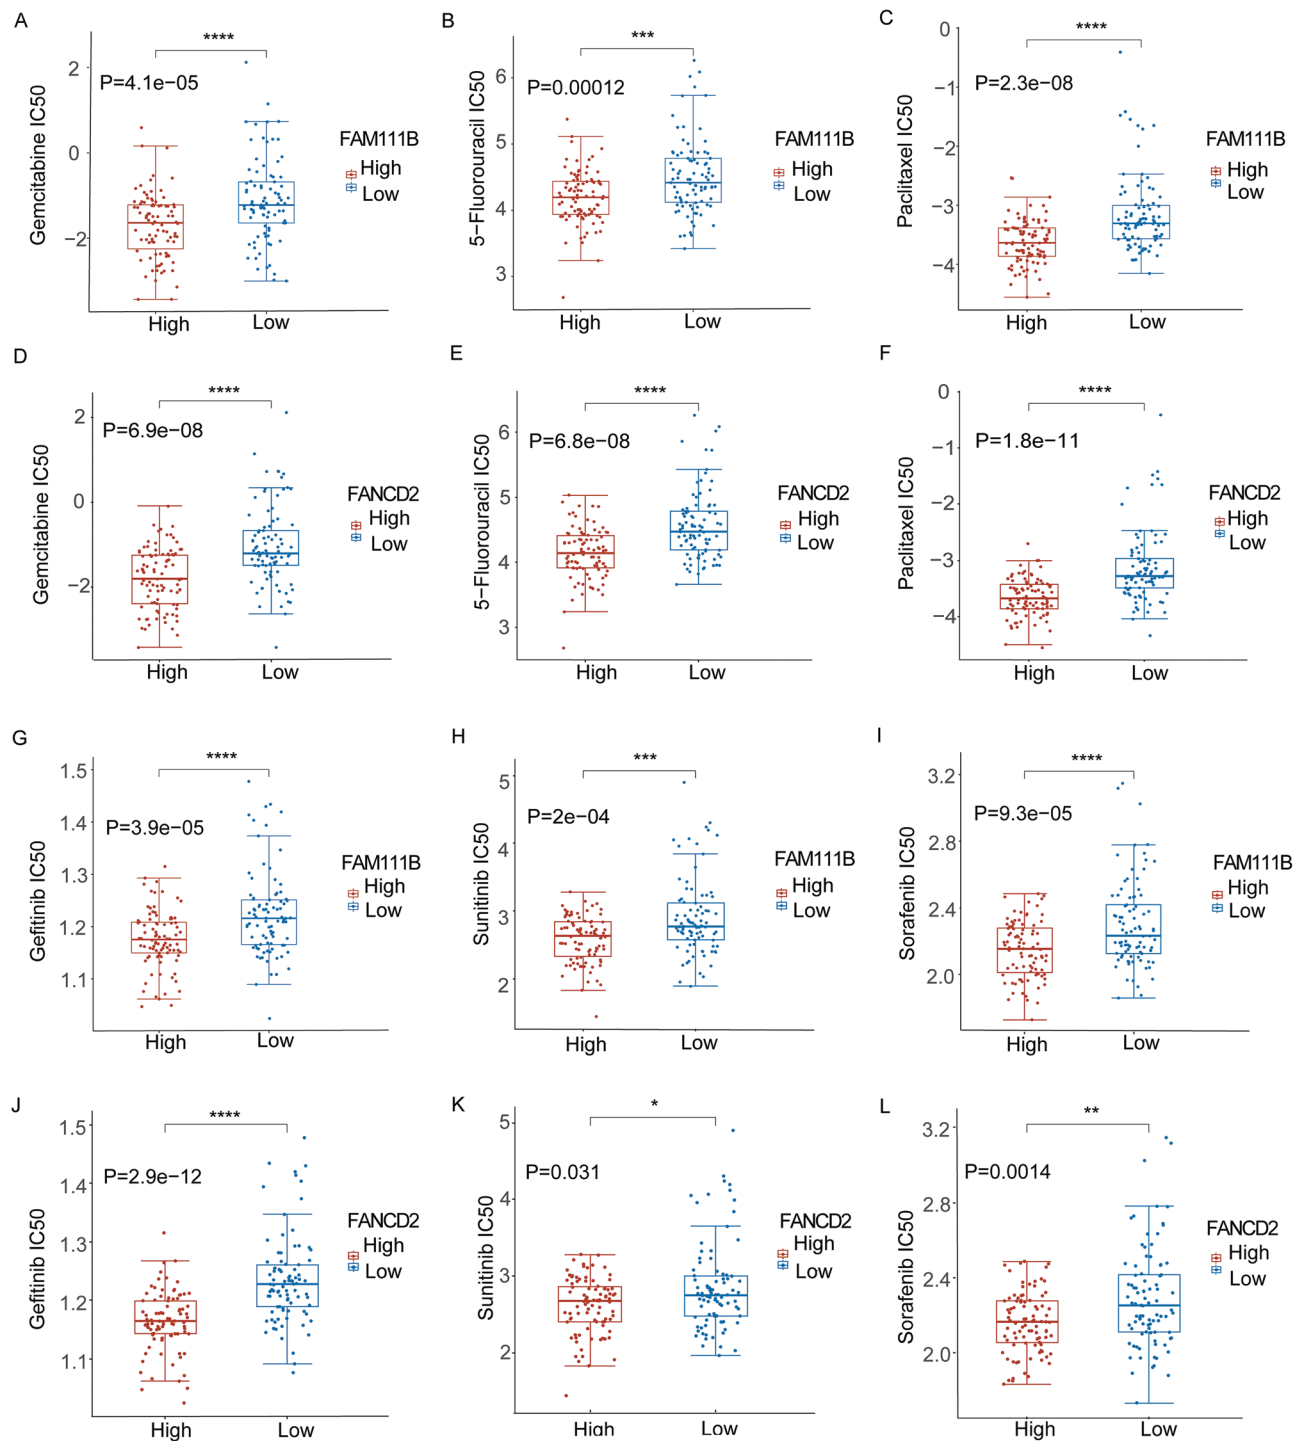 A
****
P=4.1e−05
Gemcitabine IC50
2
0
−2
High
Low
FAM111B
High
Low
B
***
P=0.00012
5−Fluorouracil IC50
6
5
4
3
High
Low
FAM111B
High
Low
C
****
P=2.3e−08
Paclitaxel IC50
0
−1
−2
−3
−4
High
Low
FAM111B
High
Low
D
****
P=6.9e−08
Gemcitabine IC50
2
0
−2
High
Low
FANCD2
High
Low
E
****
P=6.8e−08
5−Fluorouracil IC50
6
5
4
3
High
Low
FANCD2
High
Low
F
****
P=1.8e−11
Paclitaxel IC50
0
−1
−2
−3
−4
High
Low
FANCD2
High
Low
G
****
P=3.9e−05
Gefitinib IC50
1.5
1.4
1.3
1.2
1.1
High
Low
FAM111B
High
Low
H
***
P=2e−04
Sunitinib IC50
5
4
3
2
High
Low
FAM111B
High
Low
I
****
P=9.3e−05
Sorafenib IC50
3.2
2.8
2.4
2.0
High
Low
FAM111B
High
Low
J
****
P=2.9e−12
Gefitinib IC50
1.5
1.4
1.3
1.2
1.1
High
Low
FANCD2
High
Low
K
*
P=0.031
Sunitinib IC50
5
4
3
2
High
Low
FANCD2
High
Low
L
**
P=0.0014
Sorafenib IC50
3.2
2.8
2.4
2.0
High
Low
FANCD2
High
Low